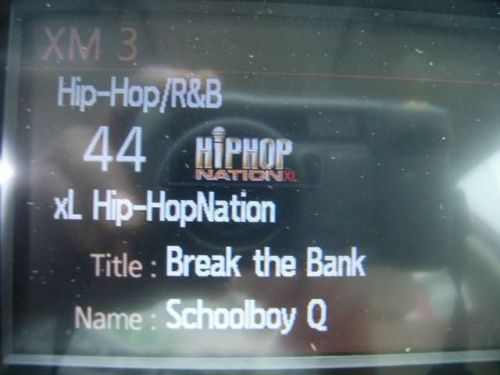 XM 3
Hip-Hop/R&B
44 HIPHOP
NATION XL
xL Hip-HopNation
Title : Break the Bank
Name : Schoolboy Q